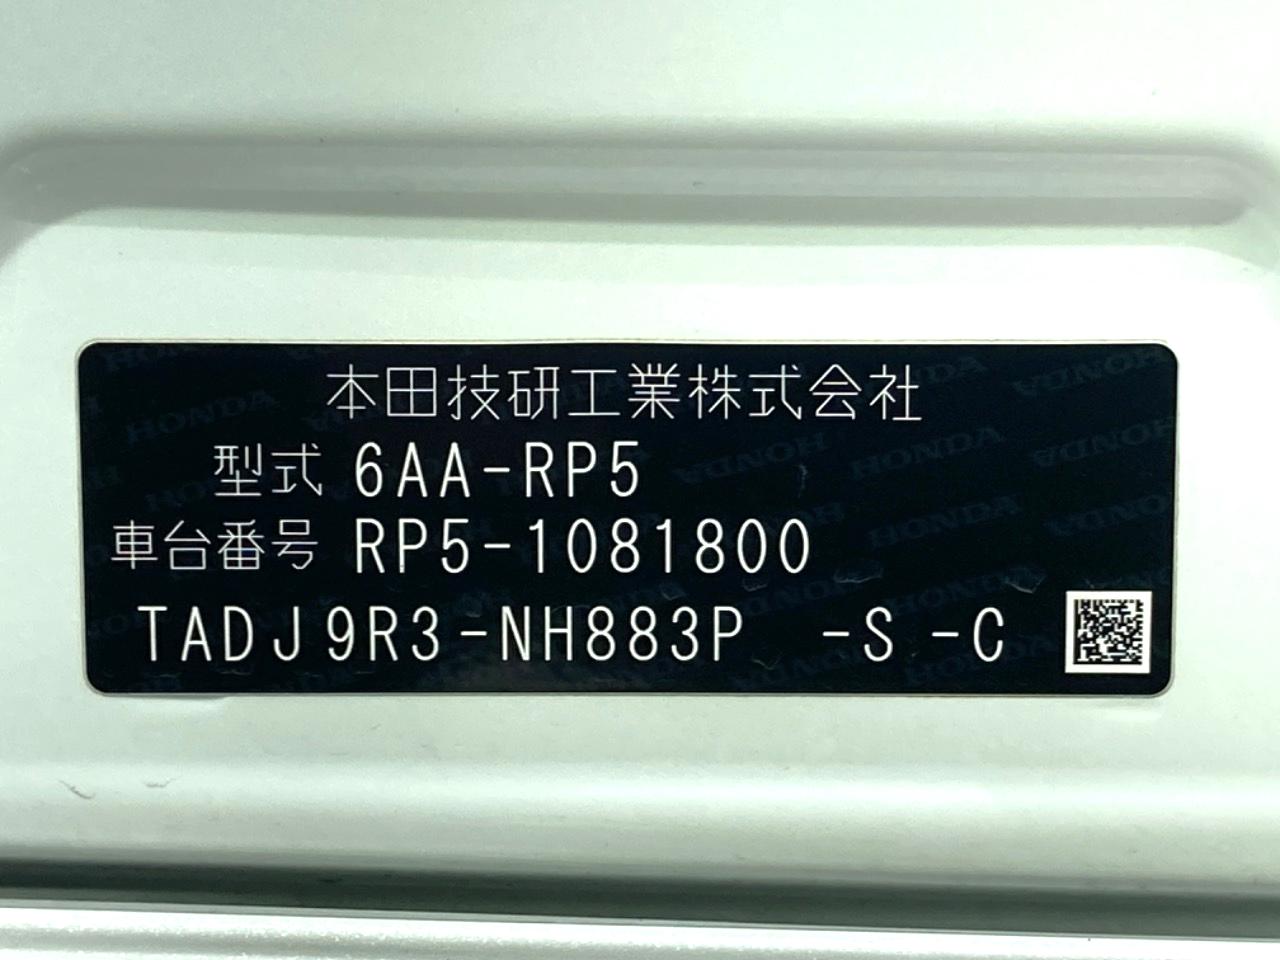 本田技研工業株式会社
型式 6AA-RP5
車台番号 RP5-1081800
TADJ9R3-NH883P -S -C